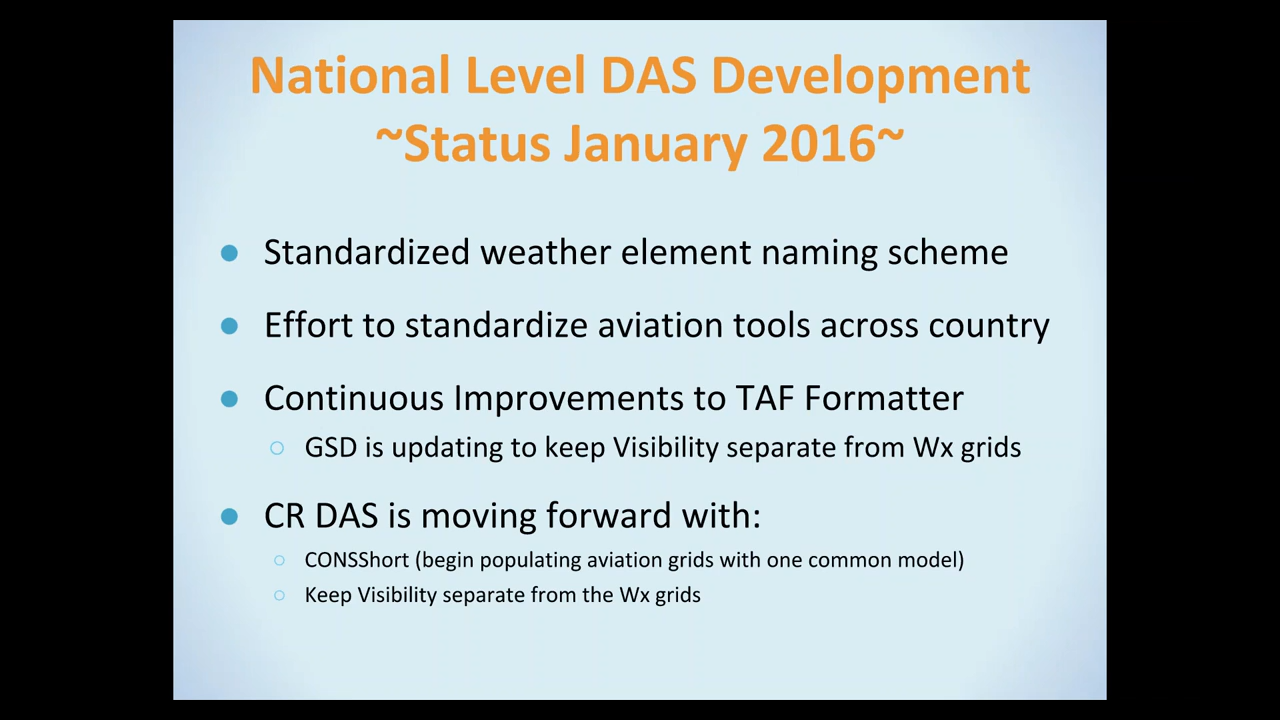 National Level DAS Development
~Status January 2016~
● Standardized weather element naming scheme
● Effort to standardize aviation tools across country
● Continuous Improvements to TAF Formatter
○ GSD is updating to keep Visibility separate from Wx grids
● CR DAS is moving forward with:
○ CONSShort (begin populating aviation grids with one common model)
○ Keep Visibility separate from the Wx grids